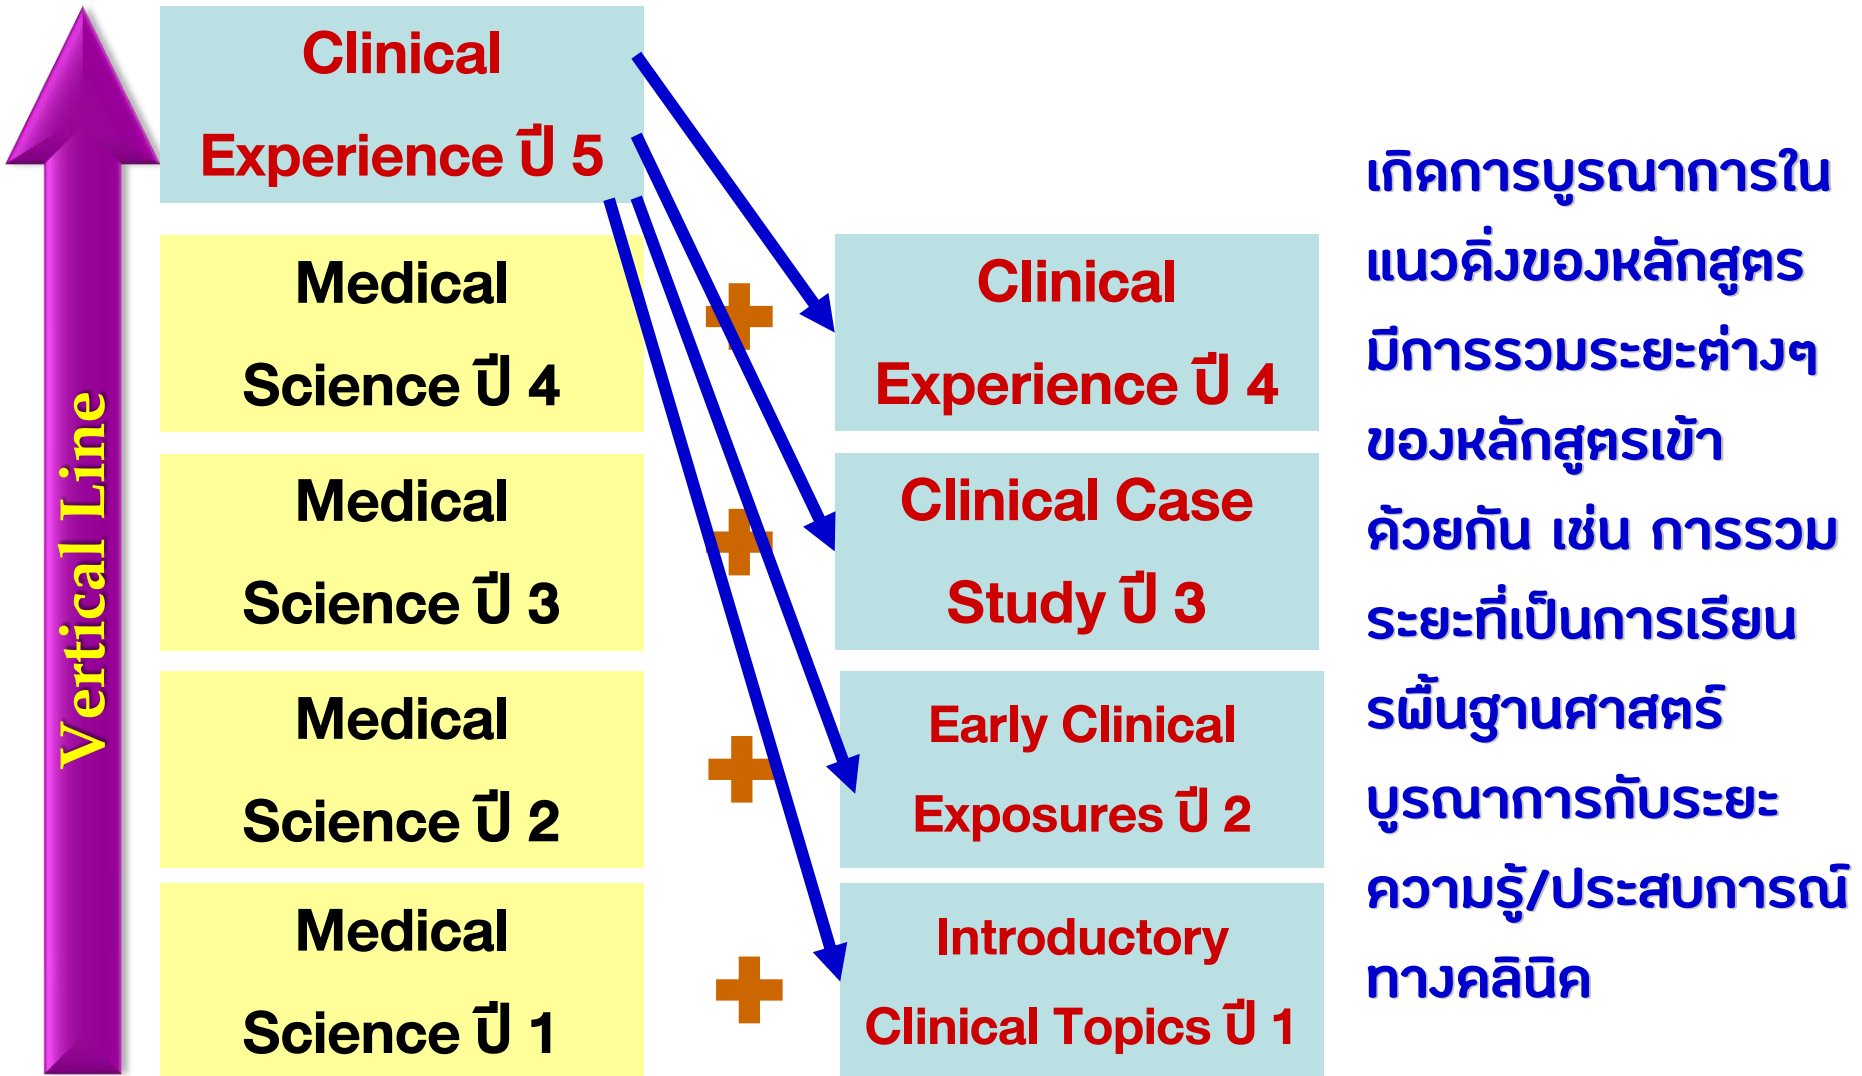 Vertical Line
Clinical
Experience ปี 5
Medical
Science ปี 4
Clinical
Experience ปี 4
Medical
Science ปี 3
Clinical Case
Study ปี 3
Medical
Science ปี 2
Early Clinical
Exposures ปี 2
Medical
Science ปี 1
Introductory
Clinical Topics ปี 1
เกิดการบูรณาการใน
แนวดิ่งของหลักสูตร
มีการรวมระยะต่างๆ
ของหลักสูตรเข้า
ด้วยกัน เช่น การรวม
ระยะที่เป็นการเรียน
รพื้นฐานศาสตร์
บูรณาการกับระยะ
ความรู้/ประสบการณ์
ทางคลินิค